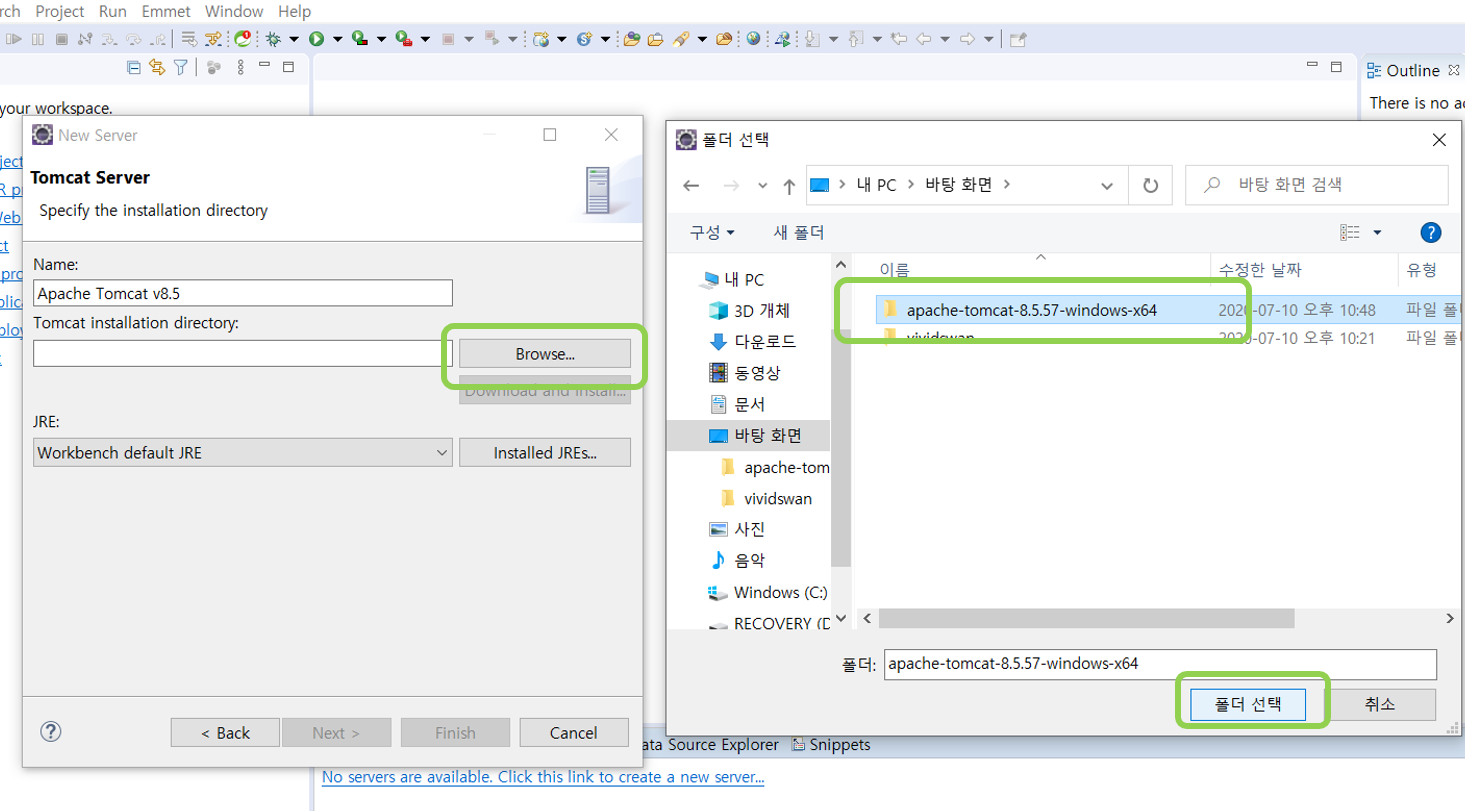 rch Project Run Emmet Window Help
your workspace.
Outline
There is no a
New Server
Tomcat Server
Specify the installation directory
Name:
Apache Tomcat v8.5
Tomcat installation directory:
Browse...
Download and Install...
JRE:
Workbench default JRE
Installed JREs...
< Back
Next >
Finish
Cancel
폴더 선택
내 PC
바탕 화면
바탕 화면 검색
구성
새 폴더
내 PC
3D 개체
다운로드
동영상
문서
바탕 화면
apache-tom
vividswan
사진
음악
Windows (C:)
RECOVERY (D
이름
수정한 날짜
유형
apache-tomcat-8.5.57-windows-x64
2020-07-10 오후 10:48
파일 폴
vividswan
2020-07-10 오후 10:21
파일 폴
폴더:
apache-tomcat-8.5.57-windows-x64
폴더 선택
취소
ata Source Explorer
Snippets
No servers are available. Click this link to create a new server...